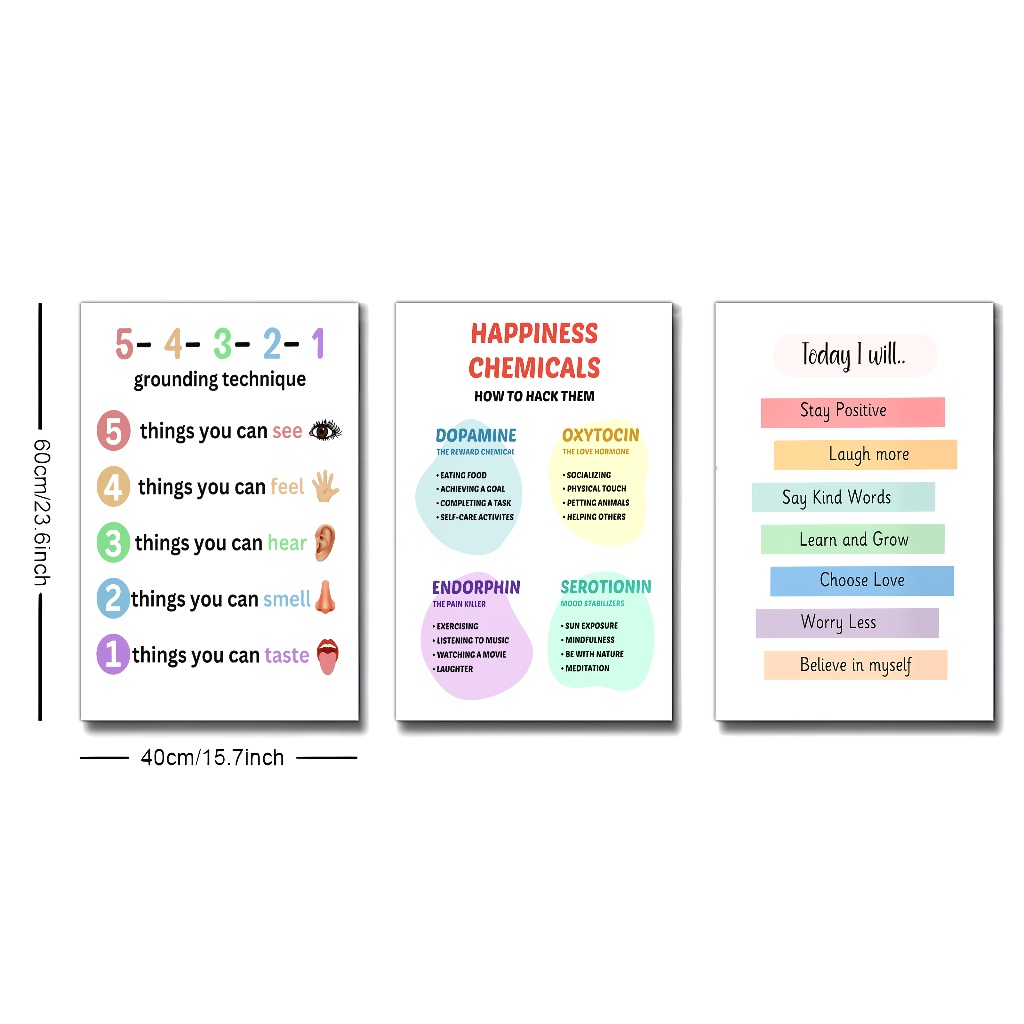 60cm/23.6inch
5- 4- 3- 2- 1
grounding technique
5 things you can see
4 things you can feel
3 things you can hear
2 things you can smell
1 things you can taste
40cm/15.7inch
HAPPINESS
CHEMICALS
HOW TO HACK THEM
DOPAMINE
THE REWARD CHEMICAL
• EATING FOOD
• ACHIEVING A GOAL
• COMPLETING A TASK
• SELF-CARE ACTIVITES
OXYTOCIN
THE LOVE HORMONE
• SOCIALIZING
• PHYSICAL TOUCH
• PETTING ANIMALS
• HELPING OTHERS
ENDORPHIN
THE PAIN KILLER
• EXERCISING
• LISTENING TO MUSIC
• WATCHING A MOVIE
• LAUGHTER
SEROTIONIN
MOOD STABILIZERS
• SUN EXPOSURE
• MINDFULNESS
• BE WITH NATURE
• MEDITATION
Today I will..
Stay Positive
Laugh more
Say Kind Words
Learn and Grow
Choose Love
Worry Less
Believe in myself